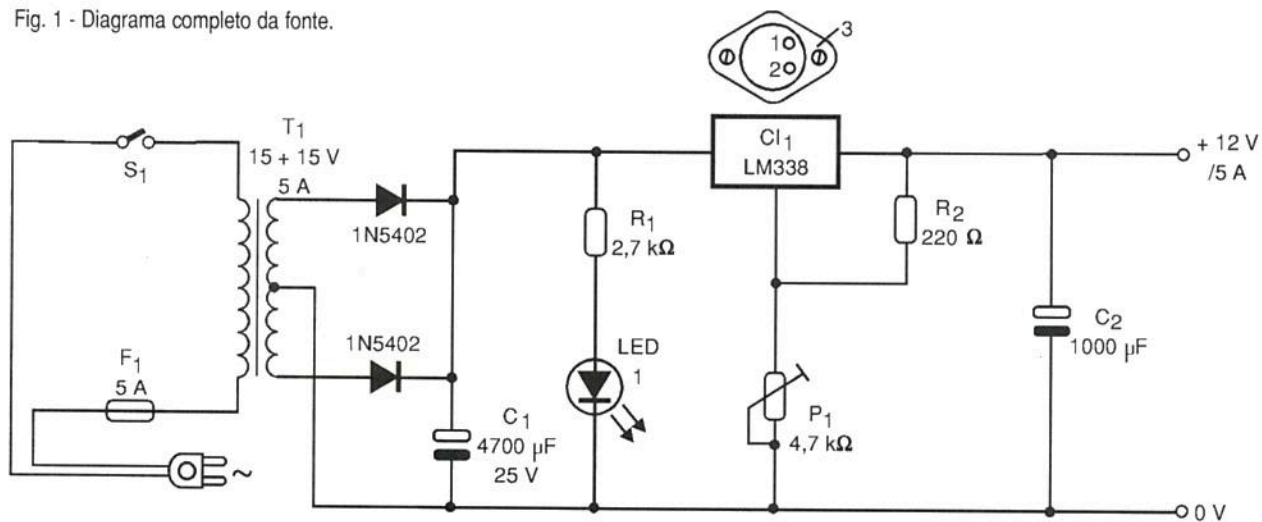 Fig. 1 - Diagrama completo da fonte.
1
2
3
S1
T1
15 + 15 V
5 A
1N5402
1N5402
F1
5 A
~
C1
4700 µF
25 V
R1
2,7 kΩ
LED
1
CI1
LM338
R2
220 Ω
P1
4,7 kΩ
C2
1000 µF
+ 12 V
/5 A
0 V